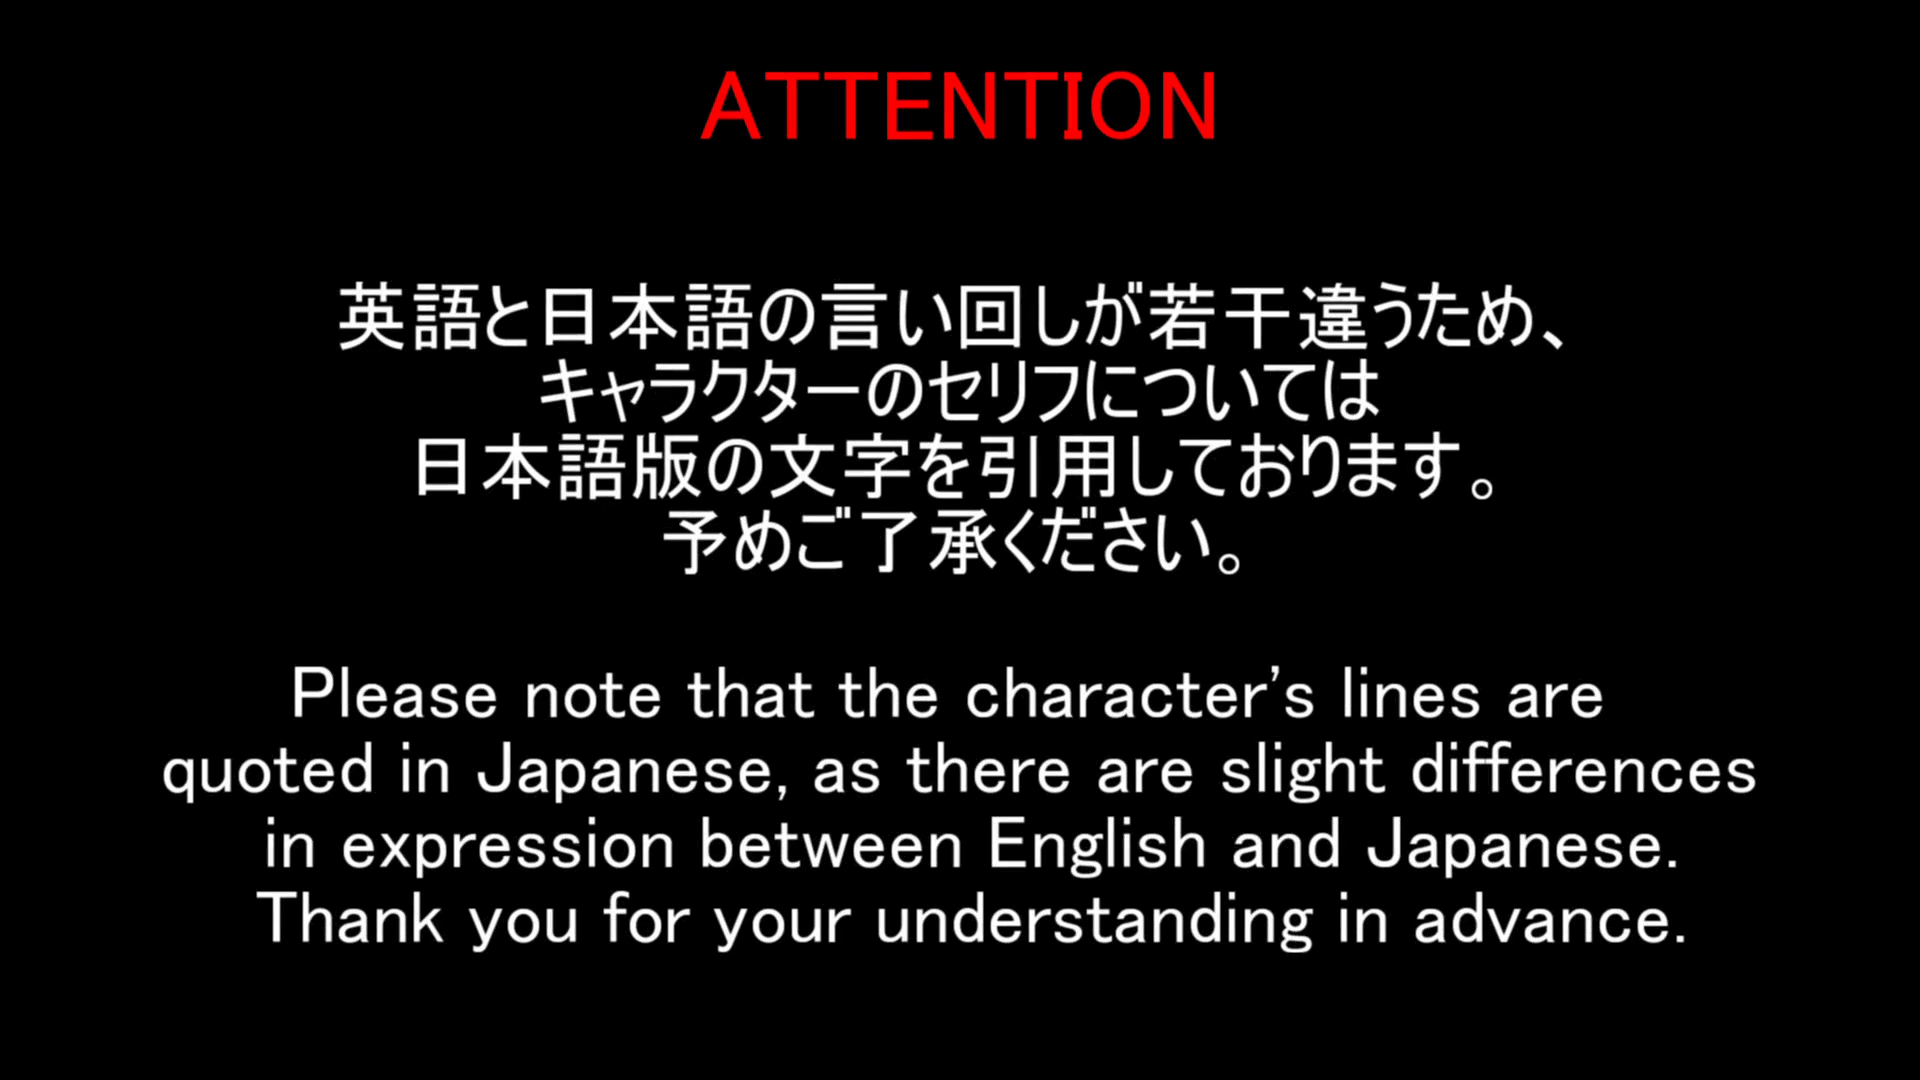 ATTENTION
英語と日本語の言い回しが若干違うため、
キャラクターのセリフについては
日本語版の文字を引用しております。
予めご了承ください。
Please note that the character's lines are
quoted in Japanese, as there are slight differences
in expression between English and Japanese.
Thank you for your understanding in advance.